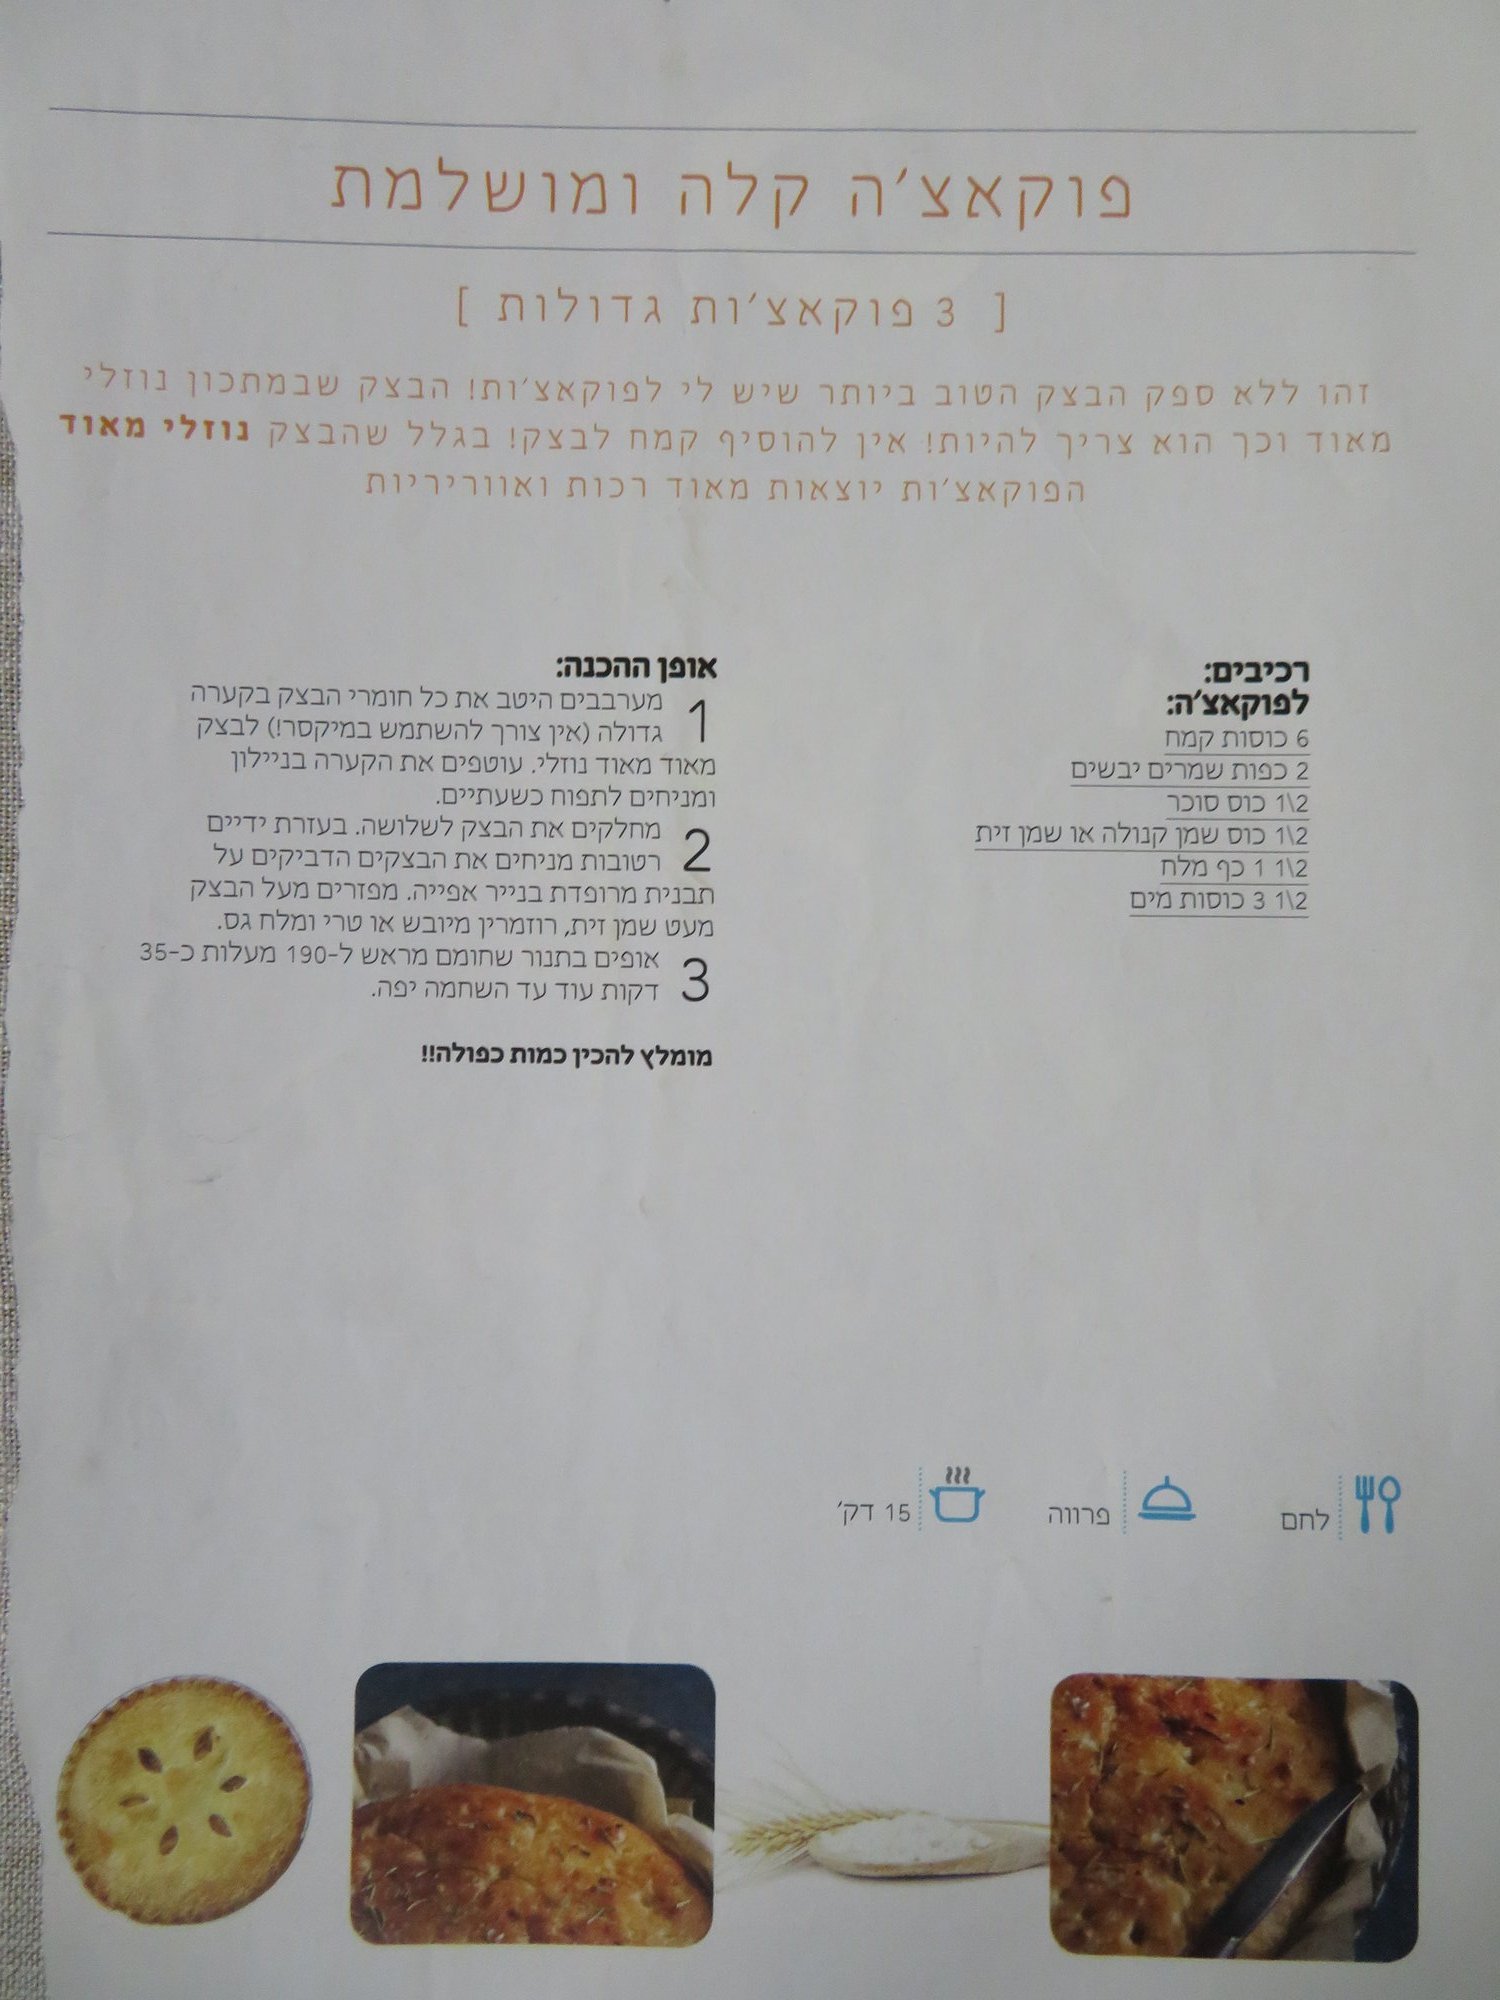 פוקאצ'ה קלה ומושלמת
[ 3 פוקאצ'ות גדולות ]
זהו ללא ספק הבצק הטוב ביותר שיש לי לפוקאצ'ות! הבצק שבמתכון נוזלי
מאוד וכך הוא צריך להיות! אין להוסיף קמח לבצק! בגלל שהבצק נוזלי מאוד
הפוקאצ'ות יוצאות מאוד רכות ואווריריות
רכיבים:
לפוקאצ'ה:
6 כוסות קמח
2 כפות שמרים יבשים
1\2 כוס סוכר
1\2 כוס שמן קנולה או שמן זית
1\2 1 כף מלח
1\2 3 כוסות מים
אופן ההכנה:
1 מערבבים היטב את כל חומרי הבצק בקערה
גדולה (אין צורך להשתמש במיקסר!) לבצק
מאוד מאוד נוזלי. עוטפים את הקערה בניילון
ומניחים לתפוח כשעתיים.
2 מחלקים את הבצק לשלושה. בעזרת ידיים
רטובות מניחים את הבצקים הדביקים על
תבנית מרופדת בנייר אפייה. מפזרים מעל הבצק
מעט שמן זית, רוזמרין מיובש או טרי ומלח גס.
3 אופים בתנור שחומם מראש ל-190 מעלות כ-35
דקות עוד עד השחמה יפה.
מומלץ להכין כמות כפולה!!
לחם
פרווה
15 דק'